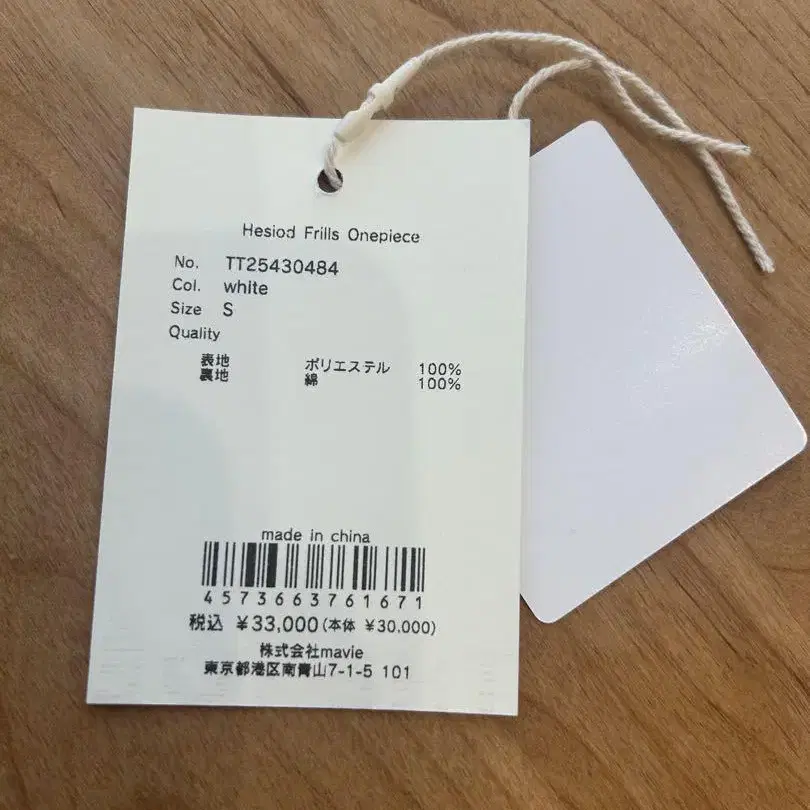 Hesiod Frills Onepiece
No. TT25430484
Col. white
Size S
Quality
表地 ポリエステル 100%
裏地 綿 100%
made in china
4573663761671
税込 ¥33,000(本体 ¥30,000)
株式会社mavie
東京都港区南青山7-1-5 101